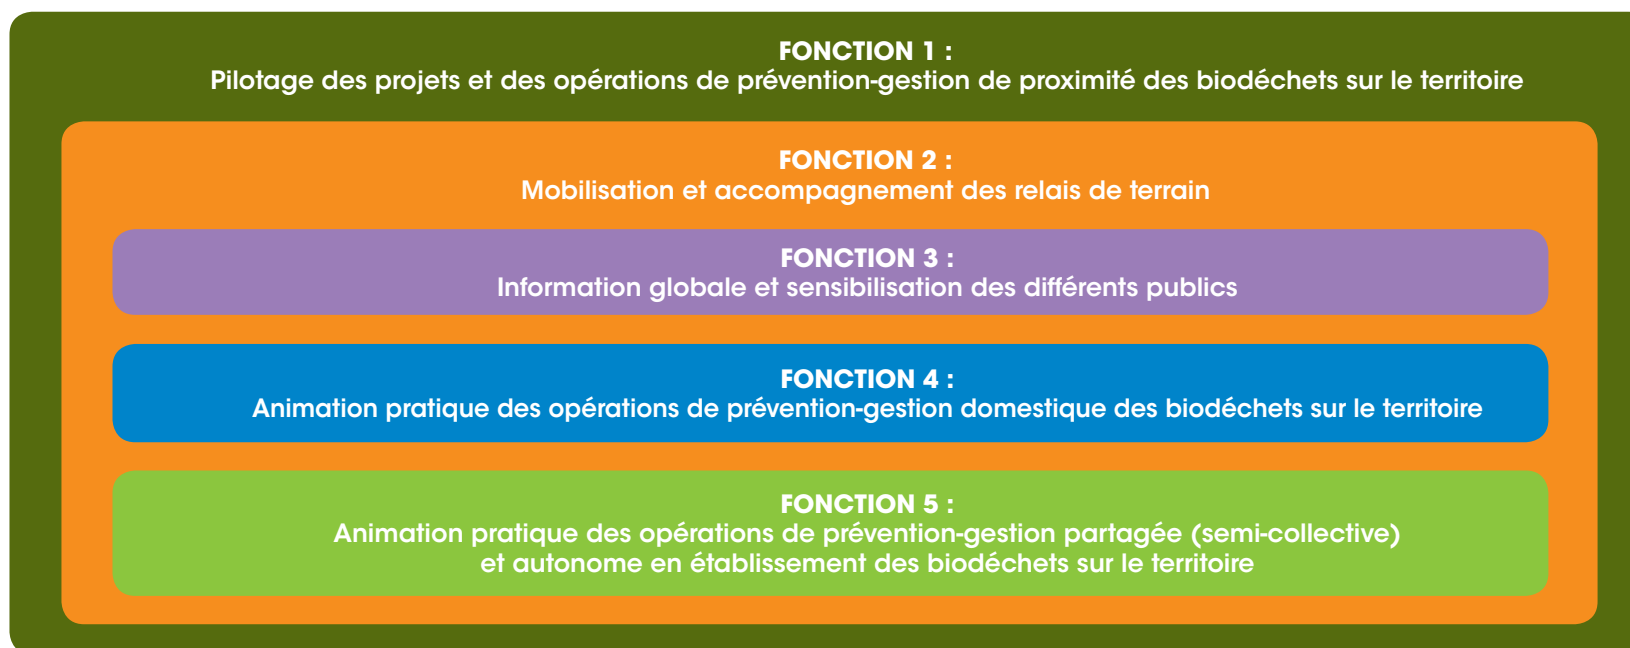 FONCTION 1 :
Pilotage des projets et des opérations de prévention-gestion de proximité des biodéchets sur le territoire
FONCTION 2 :
Mobilisation et accompagnement des relais de terrain
FONCTION 3 :
Information globale et sensibilisation des différents publics
FONCTION 4 :
Animation pratique des opérations de prévention-gestion domestique des biodéchets sur le territoire
FONCTION 5 :
Animation pratique des opérations de prévention-gestion partagée (semi-collective)
et autonome en établissement des biodéchets sur le territoire